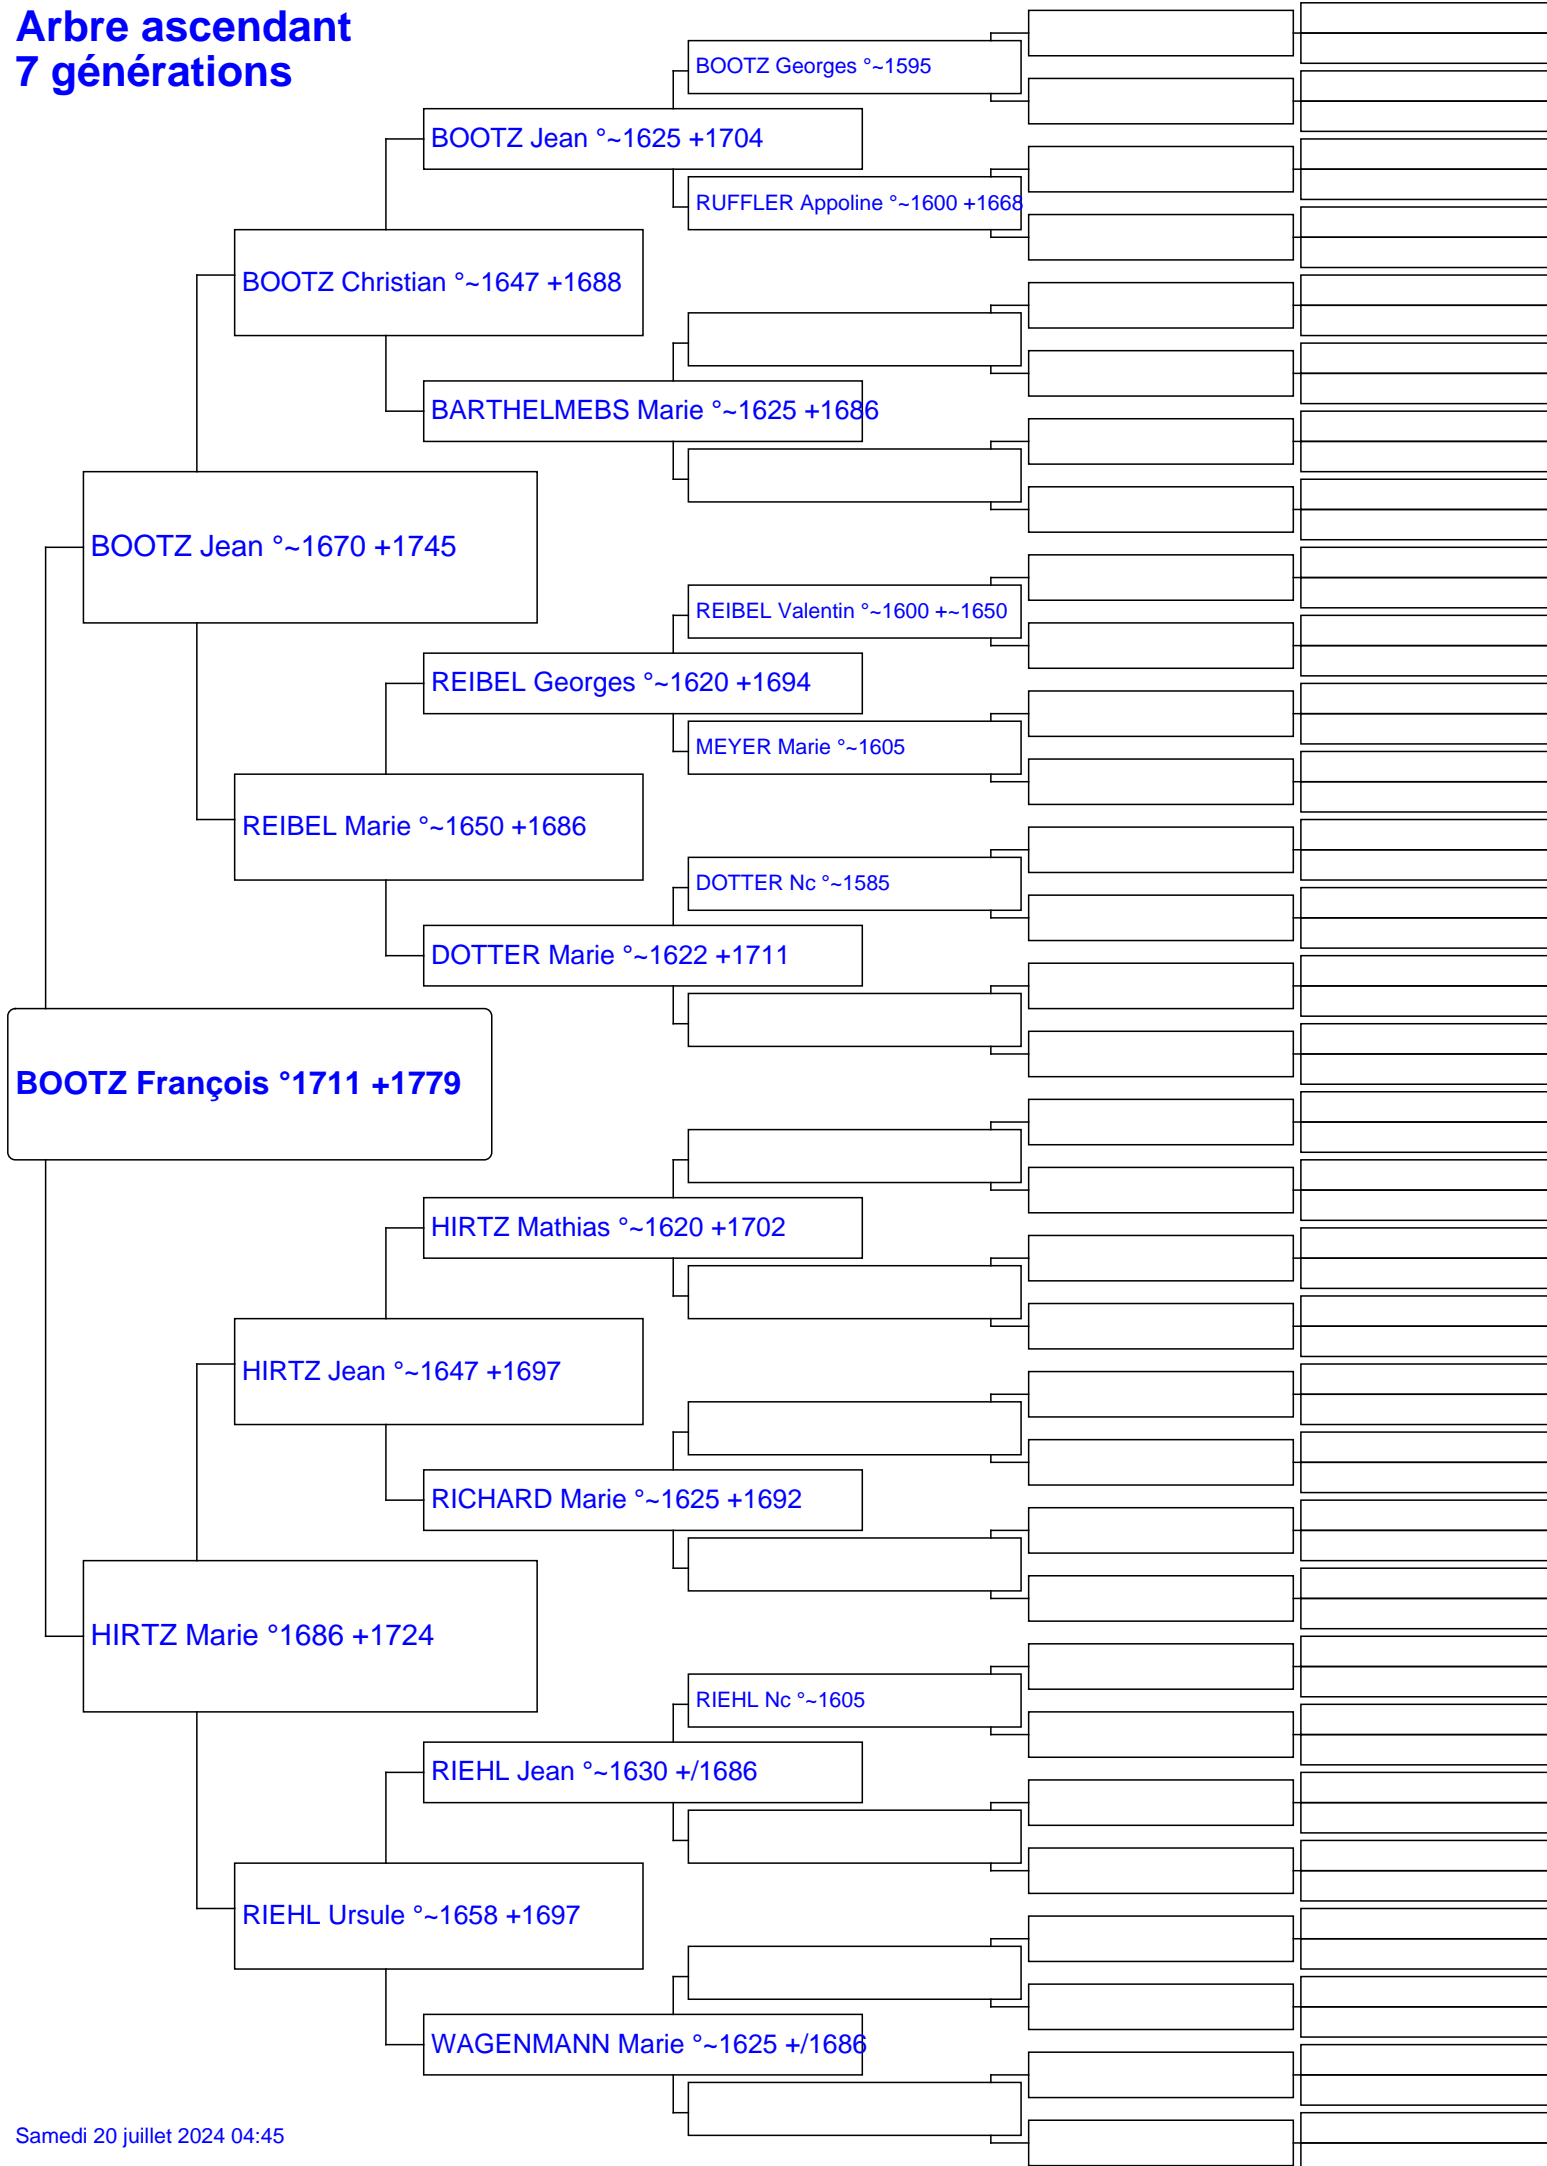 Arbre ascendant
7 générations
BOOTZ Georges °~1595
BOOTZ Jean °~1625 +1704
RUFFLER Appoline °~1600 +1668
BOOTZ Christian °~1647 +1688
BARTHELMEBS Marie °~1625 +1686
BOOTZ Jean °~1670 +1745
REIBEL Valentin °~1600 +~1650
REIBEL Georges °~1620 +1694
MEYER Marie °~1605
REIBEL Marie °~1650 +1686
DOTTER Nc °~1585
DOTTER Marie °~1622 +1711
BOOTZ François °1711 +1779
HIRTZ Mathias °~1620 +1702
HIRTZ Jean °~1647 +1697
RICHARD Marie °~1625 +1692
HIRTZ Marie °1686 +1724
RIEHL Nc °~1605
RIEHL Jean °~1630 +/1686
RIEHL Ursule °~1658 +1697
WAGENMANN Marie °~1625 +/1686
Samedi 20 juillet 2024 04:45